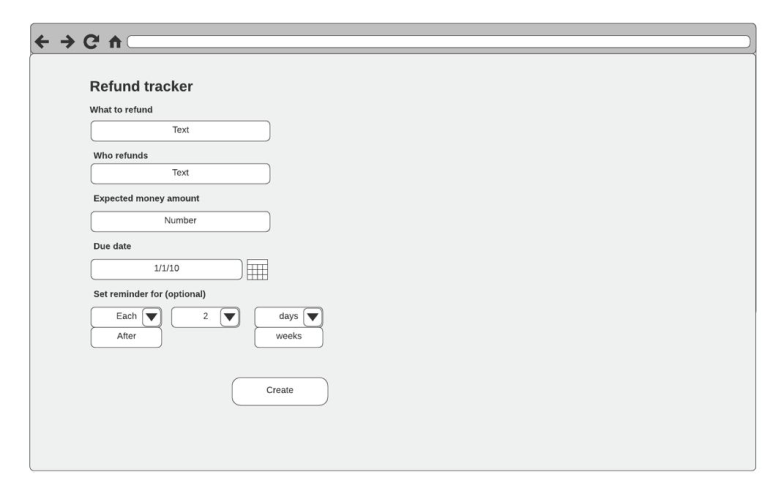 Refund tracker
What to refund
Text
Who refunds
Text
Expected money amount
Number
Due date
1/1/10
Set reminder for (optional)
Each 2 days
After weeks
Create